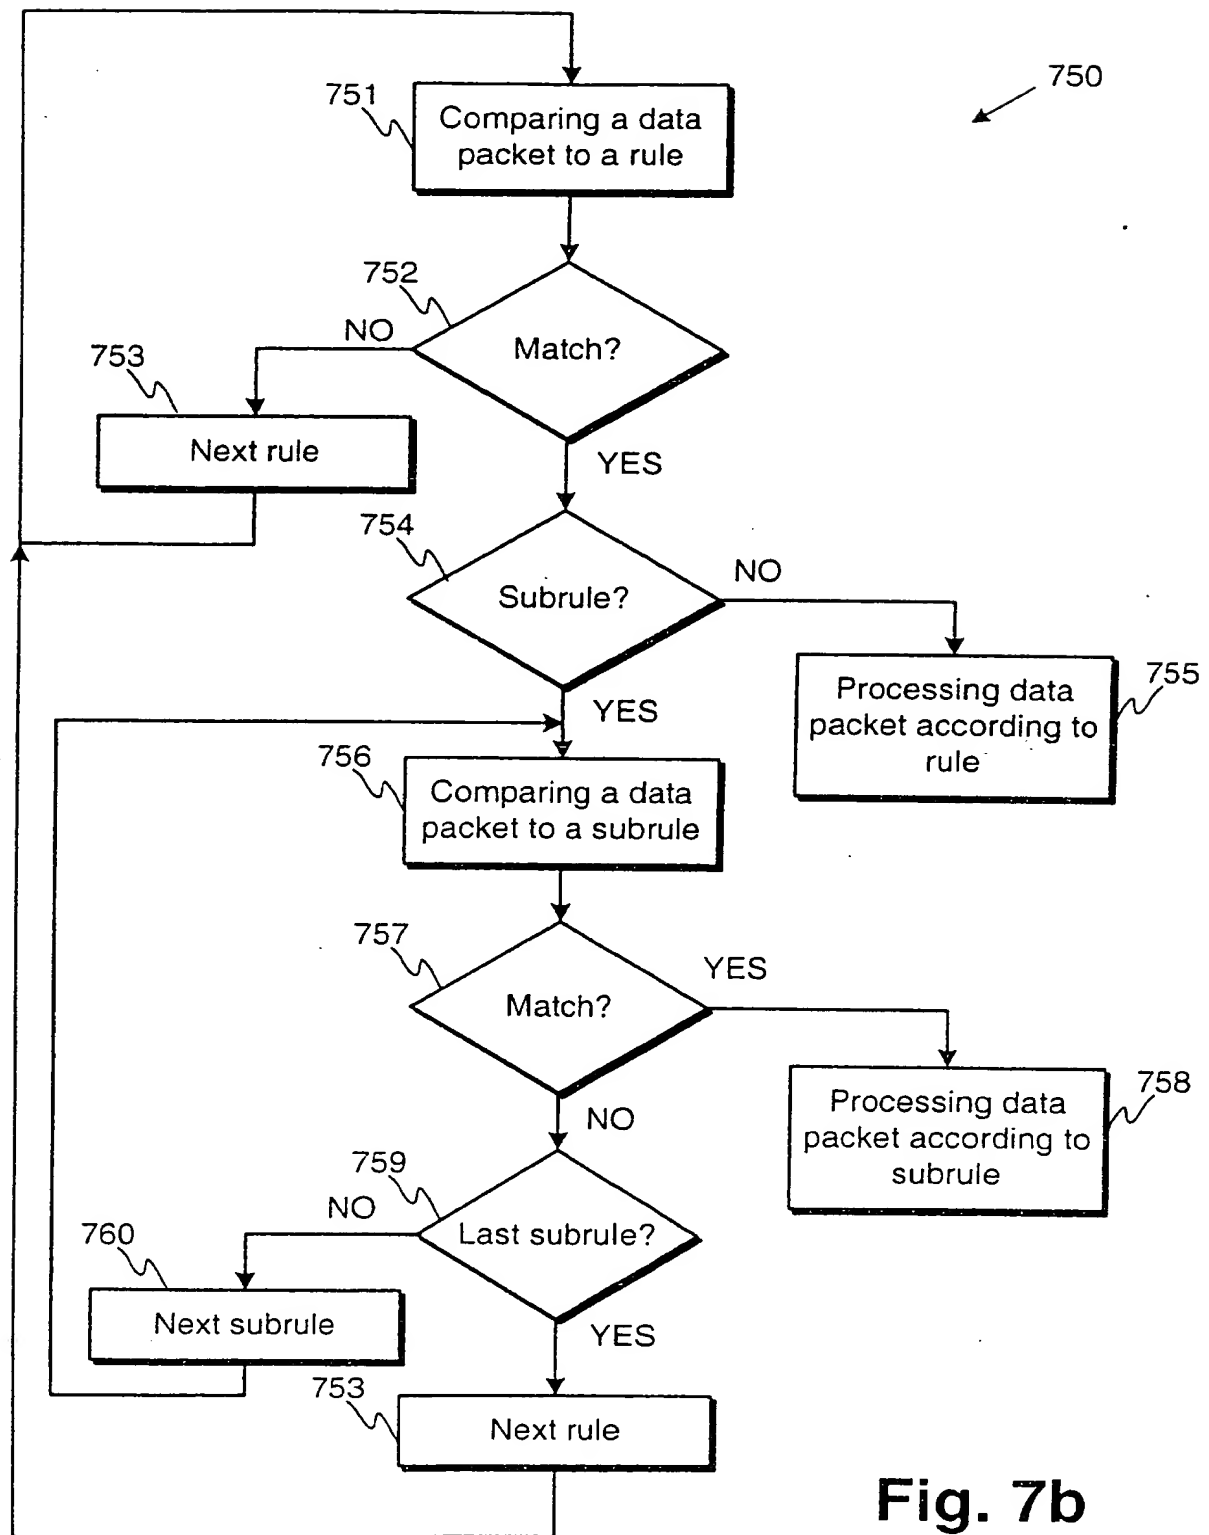 750
751
Comparing a data
packet to a rule
752
Match?
NO
753
Next rule
YES
754
Subrule?
NO
755
Processing data
packet according to
rule
YES
756
Comparing a data
packet to a subrule
757
Match?
YES
758
Processing data
packet according to
subrule
NO
759
Last subrule?
NO
760
Next subrule
YES
753
Next rule
Fig. 7b